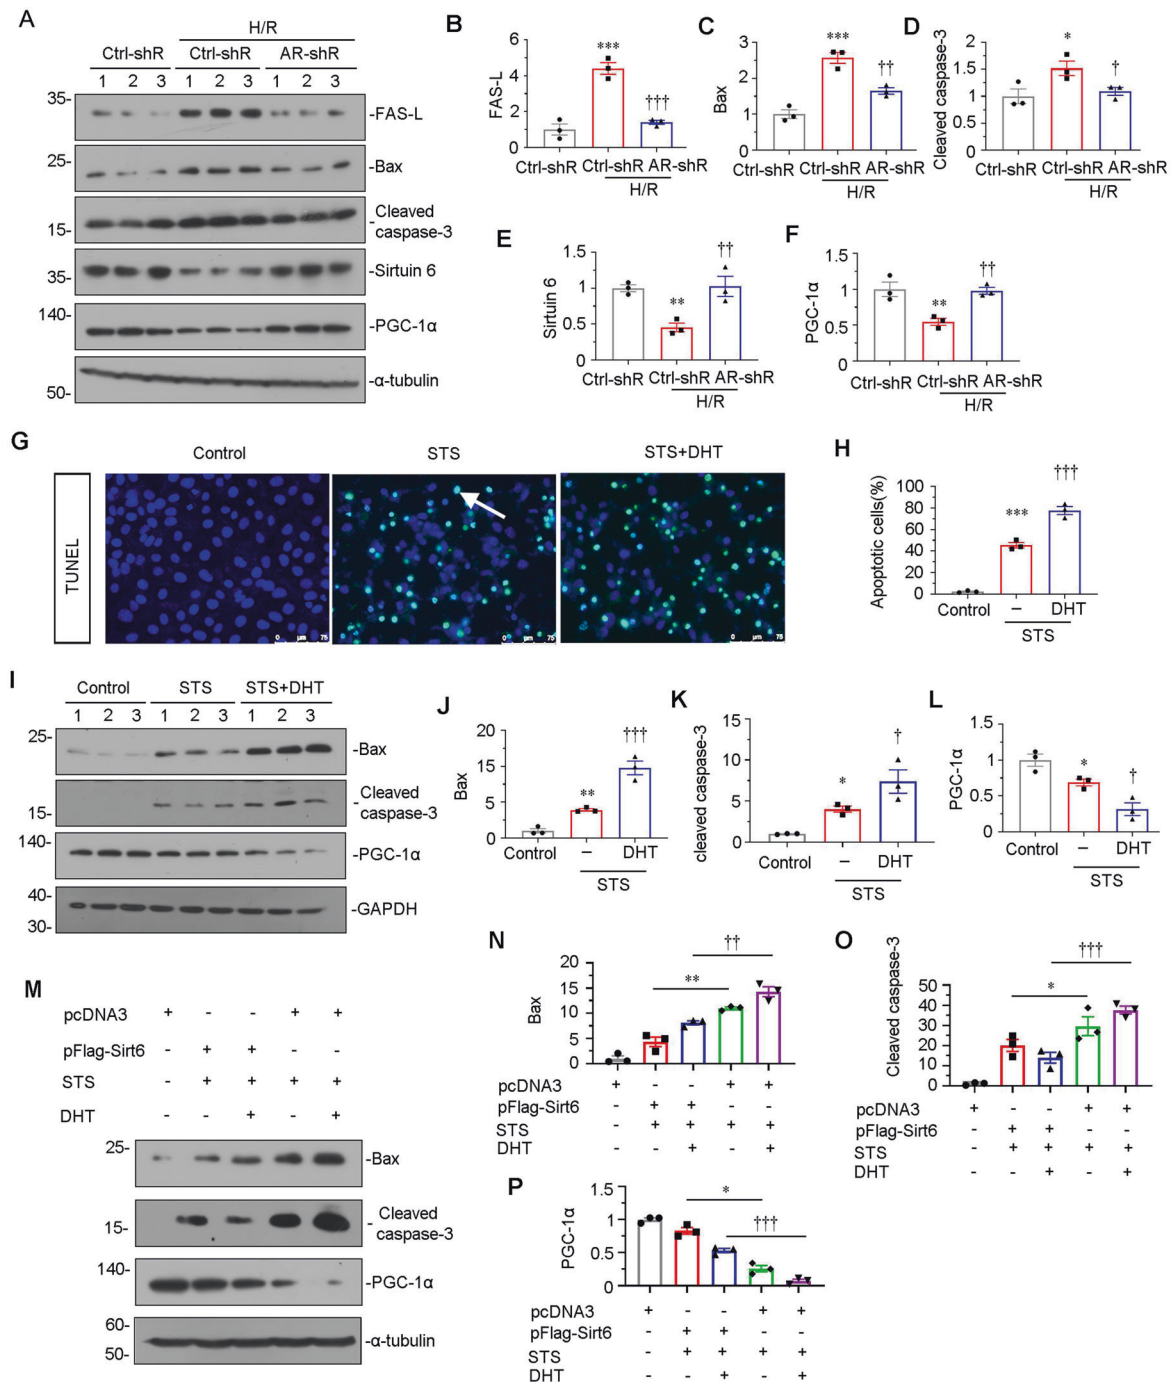 A
H/R
Ctrl-shR Ctrl-shR AR-shR
1 2 3 1 2 3 1 2 3
35- -FAS-L
25- -Bax
15- -Cleaved caspase-3
35- -Sirtuin 6
140- -PGC-1α
50- -α-tubulin
B
FAS-L
6
4
2
0
***
†††
Ctrl-shR Ctrl-shR AR-shR
H/R
C
Bax
3
2
1
0
***
††
Ctrl-shR Ctrl-shR AR-shR
H/R
D
Cleaved caspase-3
2
1.5
1
0.5
0
*
†
Ctrl-shR Ctrl-shR AR-shR
H/R
E
Sirtuin 6
1.5
1
0.5
0
**
††
Ctrl-shR Ctrl-shR AR-shR
H/R
F
PGC-1α
1.5
1
0.5
0
**
††
Ctrl-shR Ctrl-shR AR-shR
H/R
G
Control STS STS+DHT
TUNEL
0 µm 75 0 µm 75 0 µm 75
H
Apoptotic cells(%)
100
80
60
40
20
0
***
†††
Control – DHT
STS
I
Control STS STS+DHT
1 2 3 1 2 3 1 2 3
25- -Bax
15- -Cleaved caspase-3
140- -PGC-1α
40-
-GAPDH
30-
J
Bax
20
15
10
5
0
**
†††
Control – DHT
STS
K
cleaved caspase-3
15
10
5
0
*
†
Control – DHT
STS
L
PGC-1α
1.5
1
0.5
0
*
†
Control – DHT
STS
M
pcDNA3 + - - + +
pFlag-Sirt6 - + + - -
STS - + + + +
DHT - - + - +
25- -Bax
15- - Cleaved caspase-3
140- -PGC-1α
60-
-α-tubulin
50-
N
Bax
20
15
10
5
0
**
††
pcDNA3 + - - + +
pFlag-Sirt6 - + + - -
STS - + + + +
DHT - - + - +
O
Cleaved caspase-3
50
40
30
20
10
0
*
†††
pcDNA3 + - - + +
pFlag-Sirt6 - + + - -
STS - + + + +
DHT - - + - +
P
PGC-1α
1.5
1
0.5
0
*
†††
pcDNA3 + - - + +
pFlag-Sirt6 - + + - -
STS - + + + +
DHT - - + - +